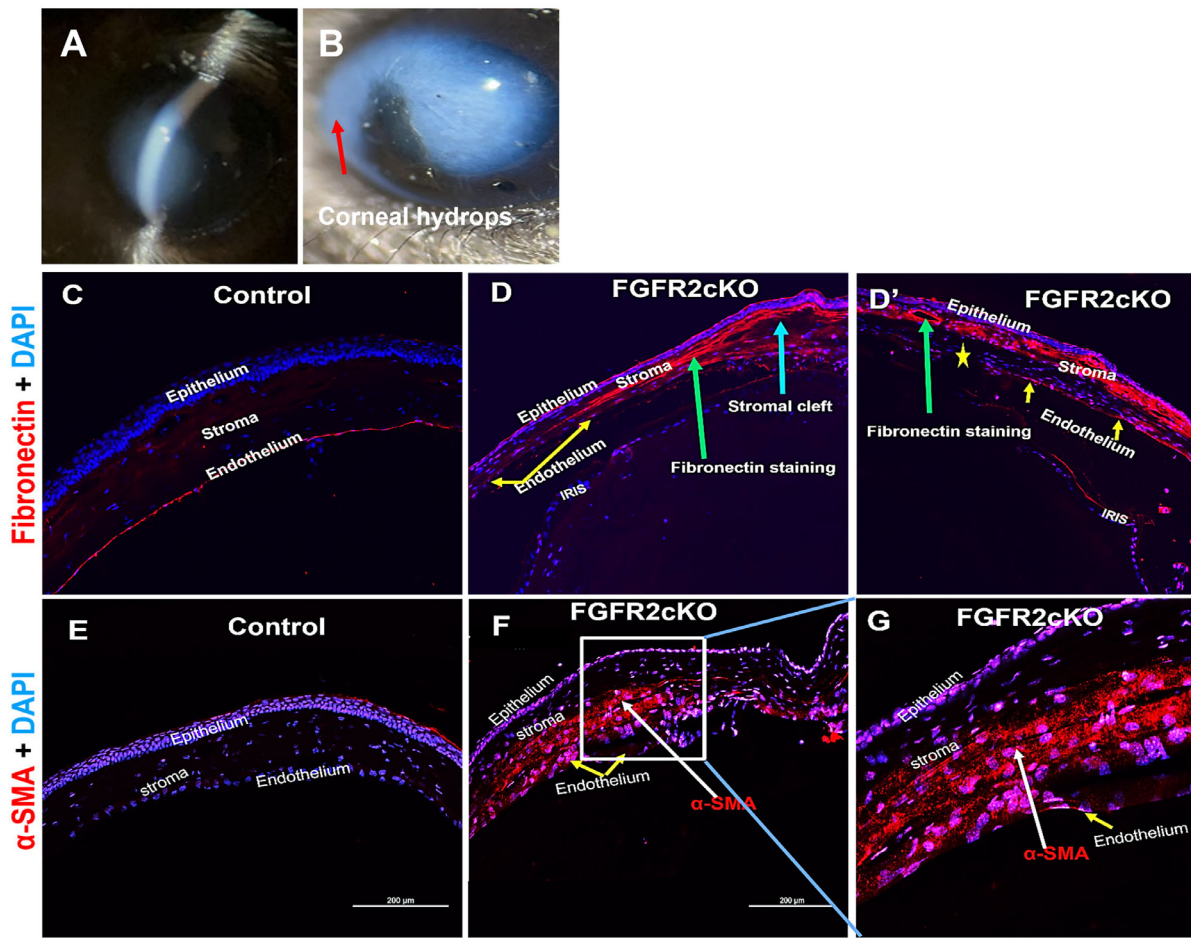 A
B
Corneal hydrops
Fibronectin + DAPI
C
Control
Epithelium
Stroma
Endothelium
D
FGFR2cKO
Epithelium
Stroma
Stromal cleft
Endothelium
Fibronectin staining
IRIS
D’
FGFR2cKO
Epithelium
Stroma
Fibronectin staining
Endothelium
IRIS
α-SMA + DAPI
E
Control
Epithelium
stroma
Endothelium
200 μm
F
FGFR2cKO
Epithelium
stroma
Endothelium
α-SMA
200 μm
G
FGFR2cKO
Epithelium
stroma
Endothelium
α-SMA